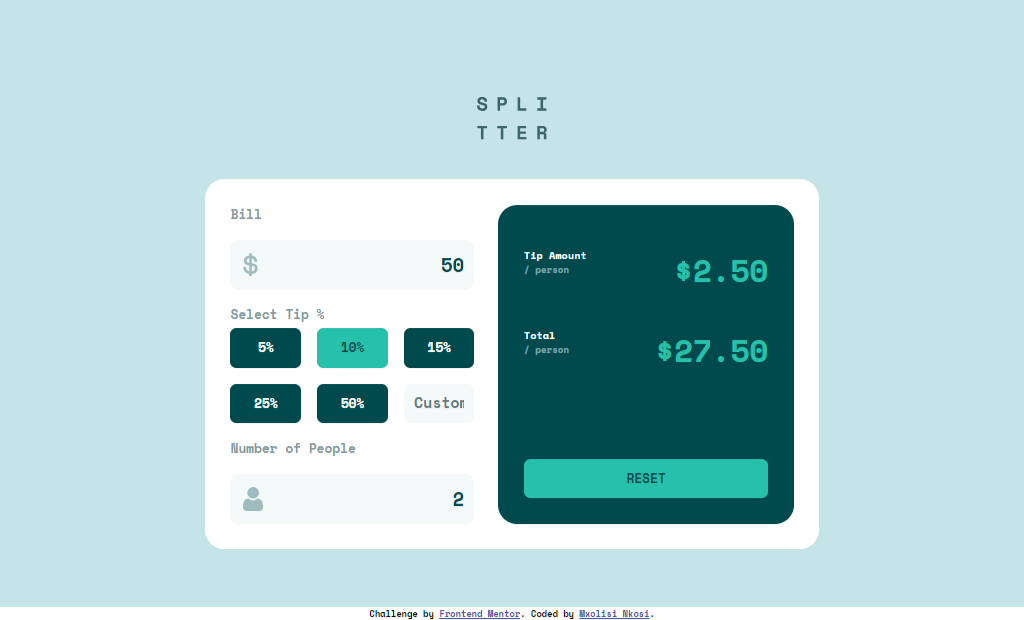 SPLI
TTER
Bill
$ 50
Select Tip %
5% 10% 15%
25% 50% Custom
Number of People
2
Tip Amount
/ person
$2.50
Total
/ person
$27.50
RESET
Challenge by Frontend Mentor. Coded by Mxolisi Nkosi.